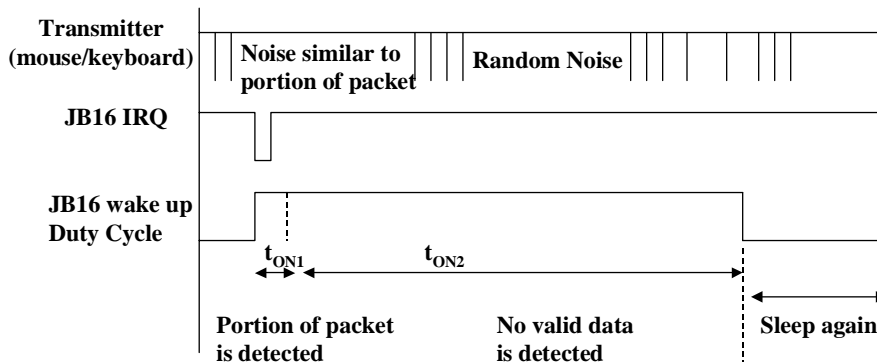 Transmitter
(mouse/keyboard)
Noise similar to
portion of packet
Random Noise
JB16 IRQ
JB16 wake up
Duty Cycle
tON1
tON2
Portion of packet
is detected
No valid data
is detected
Sleep again